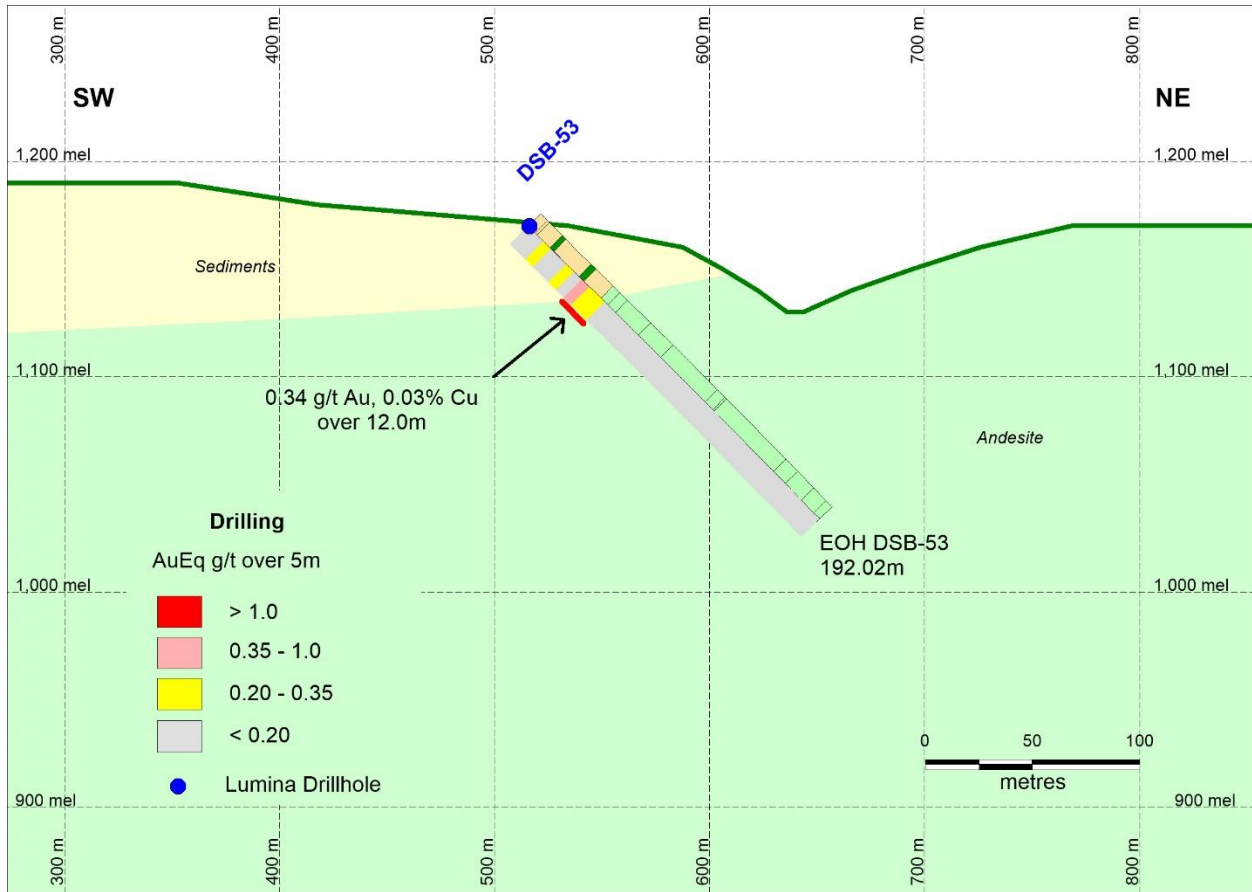 300 m
400 m
500 m
600 m
700 m
800 m
SW
NE
DSB-53
1,200 mel
1,200 mel
Sediments
1,100 mel
1,100 mel
0.34 g/t Au, 0.03% Cu
over 12.0m
Andesite
Drilling
AuEq g/t over 5m
EOH DSB-53
192.02m
1,000 mel
1,000 mel
> 1.0
0.35 - 1.0
0.20 - 0.35
< 0.20
Lumina Drillhole
0
50
100
metres
900 mel
900 mel
300 m
400 m
500 m
600 m
700 m
800 m